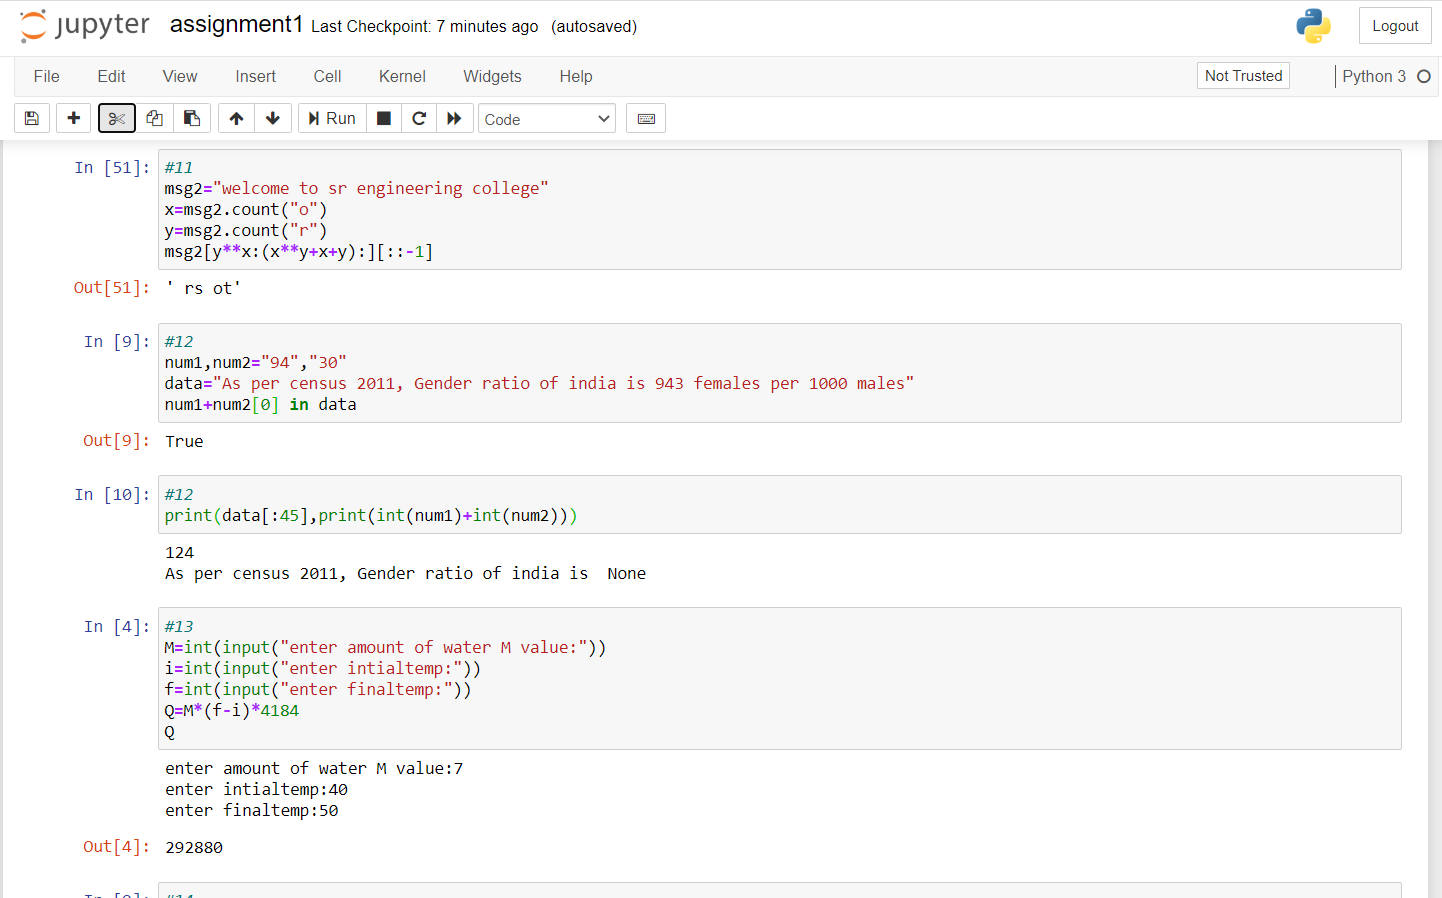 jupyter assignment1 Last Checkpoint: 7 minutes ago (autosaved) Logout
File Edit View Insert Cell Kernel Widgets Help Not Trusted Python 3
Run Code
In [51]: #11
msg2="welcome to sr engineering college"
x=msg2.count("o")
y=msg2.count("r")
msg2[y**x:(x**y+x+y):][::-1]
Out[51]: ' rs ot'
In [9]: #12
num1,num2="94","30"
data="As per census 2011, Gender ratio of india is 943 females per 1000 males"
num1+num2[0] in data
Out[9]: True
In [10]: #12
print(data[:45],print(int(num1)+int(num2)))
124
As per census 2011, Gender ratio of india is  None
In [4]: #13
M=int(input("enter amount of water M value:"))
i=int(input("enter intialtemp:"))
f=int(input("enter finaltemp:"))
Q=M*(f-i)*4184
Q
enter amount of water M value:7
enter intialtemp:40
enter finaltemp:50
Out[4]: 292880